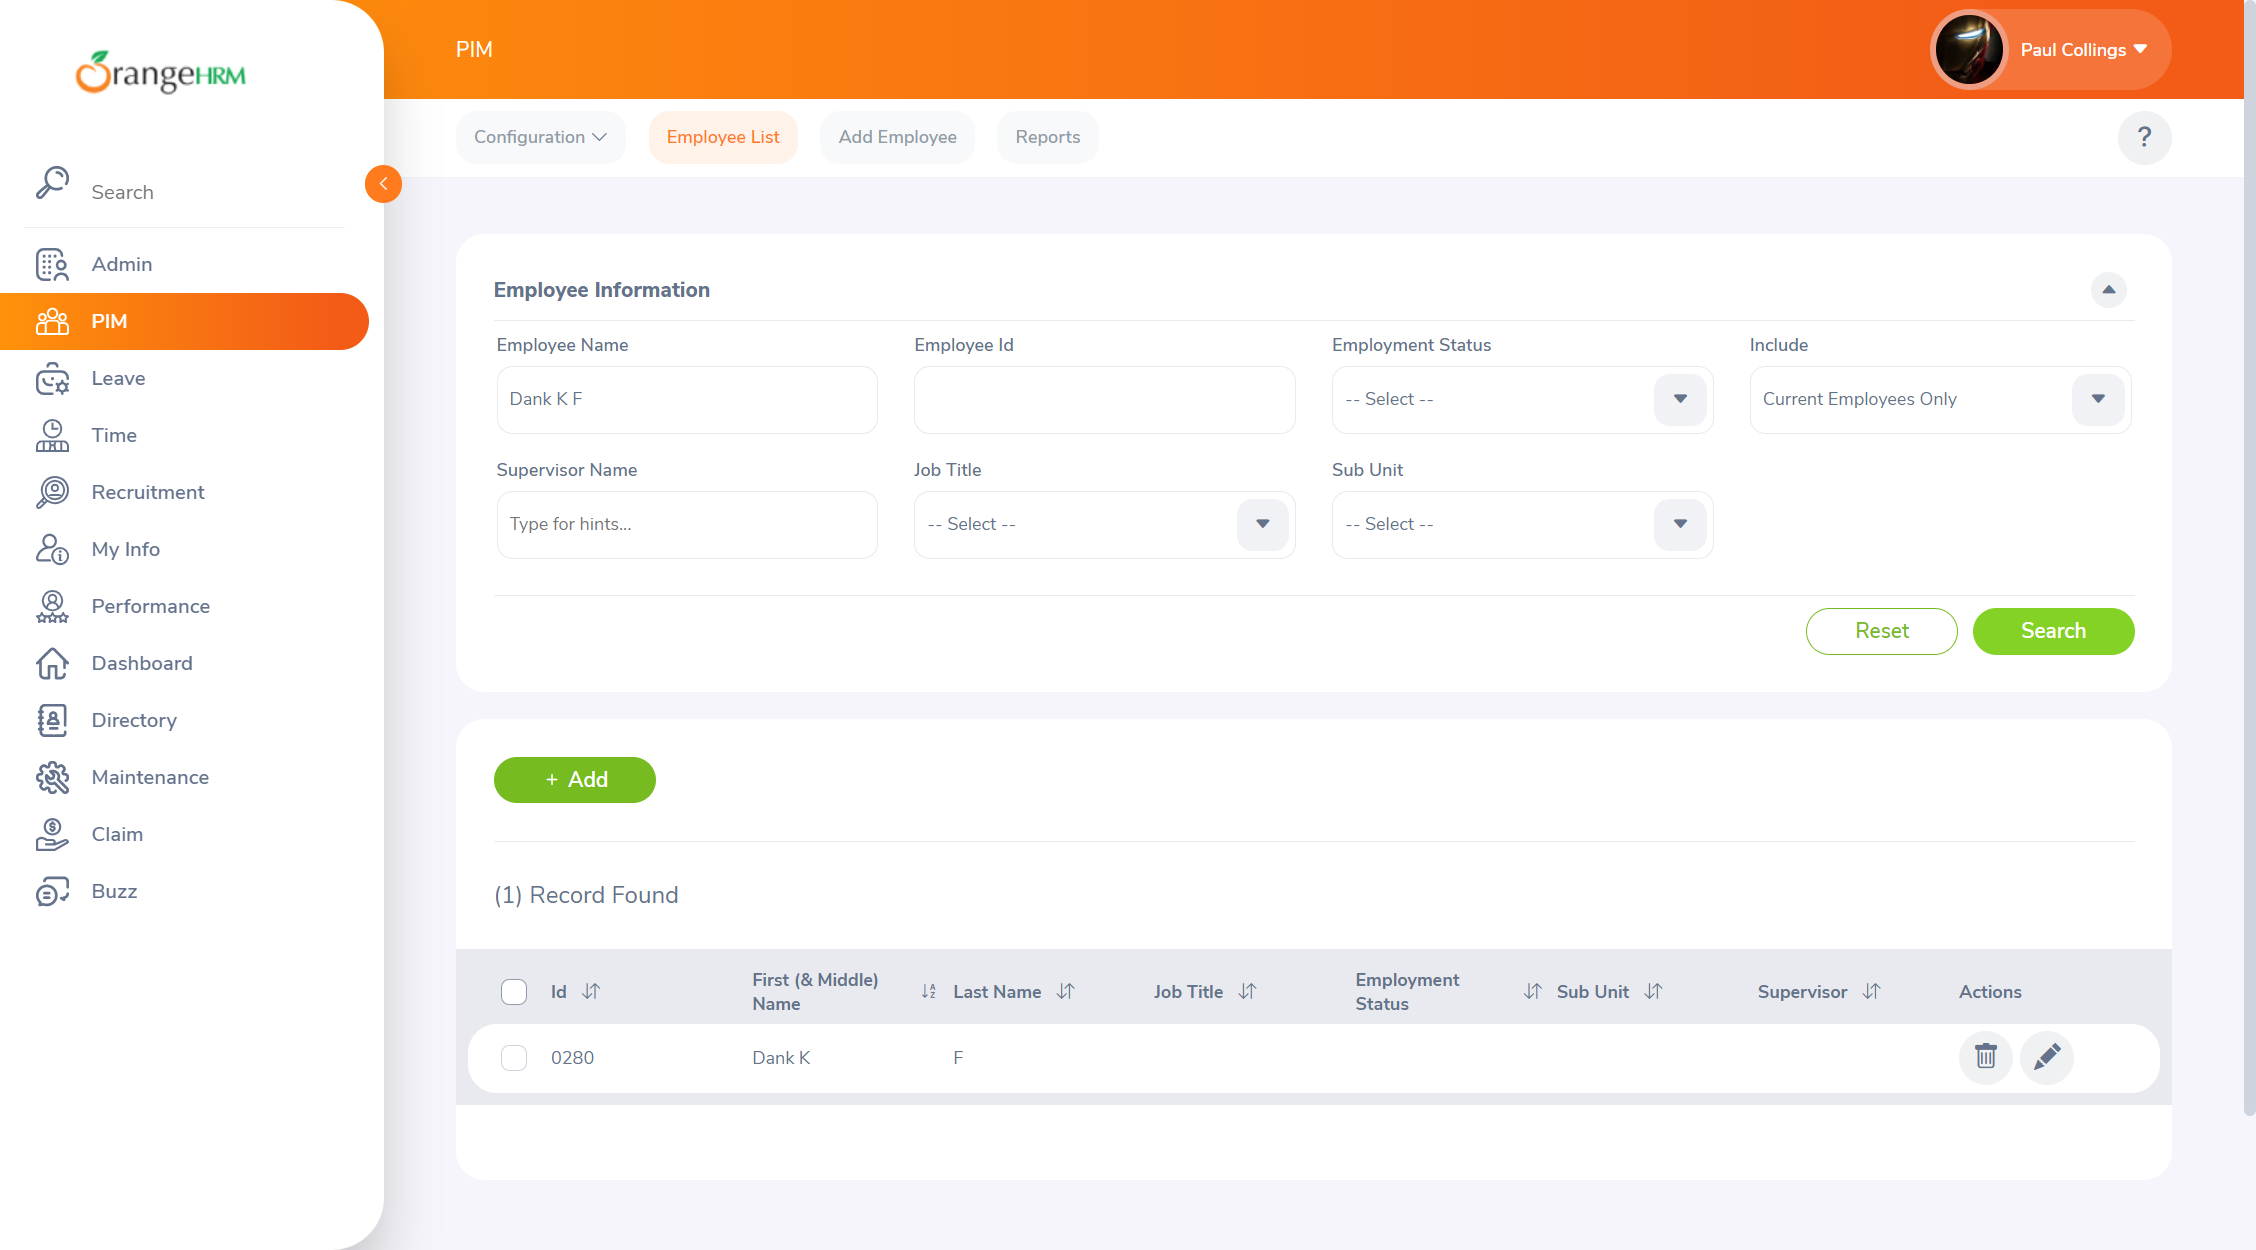 OrangeHRM
PIM
Paul Collings
Configuration
Employee List
Add Employee
Reports
?
Search
Admin
PIM
Leave
Time
Recruitment
My Info
Performance
Dashboard
Directory
Maintenance
Claim
Buzz
Employee Information
Employee Name
Employee Id
Employment Status
Include
Dank K F
-- Select --
Current Employees Only
Supervisor Name
Job Title
Sub Unit
Type for hints...
-- Select --
-- Select --
Reset
Search
+ Add
(1) Record Found
Id
First (& Middle)
Name
Last Name
Job Title
Employment
Status
Sub Unit
Supervisor
Actions
0280
Dank K
F